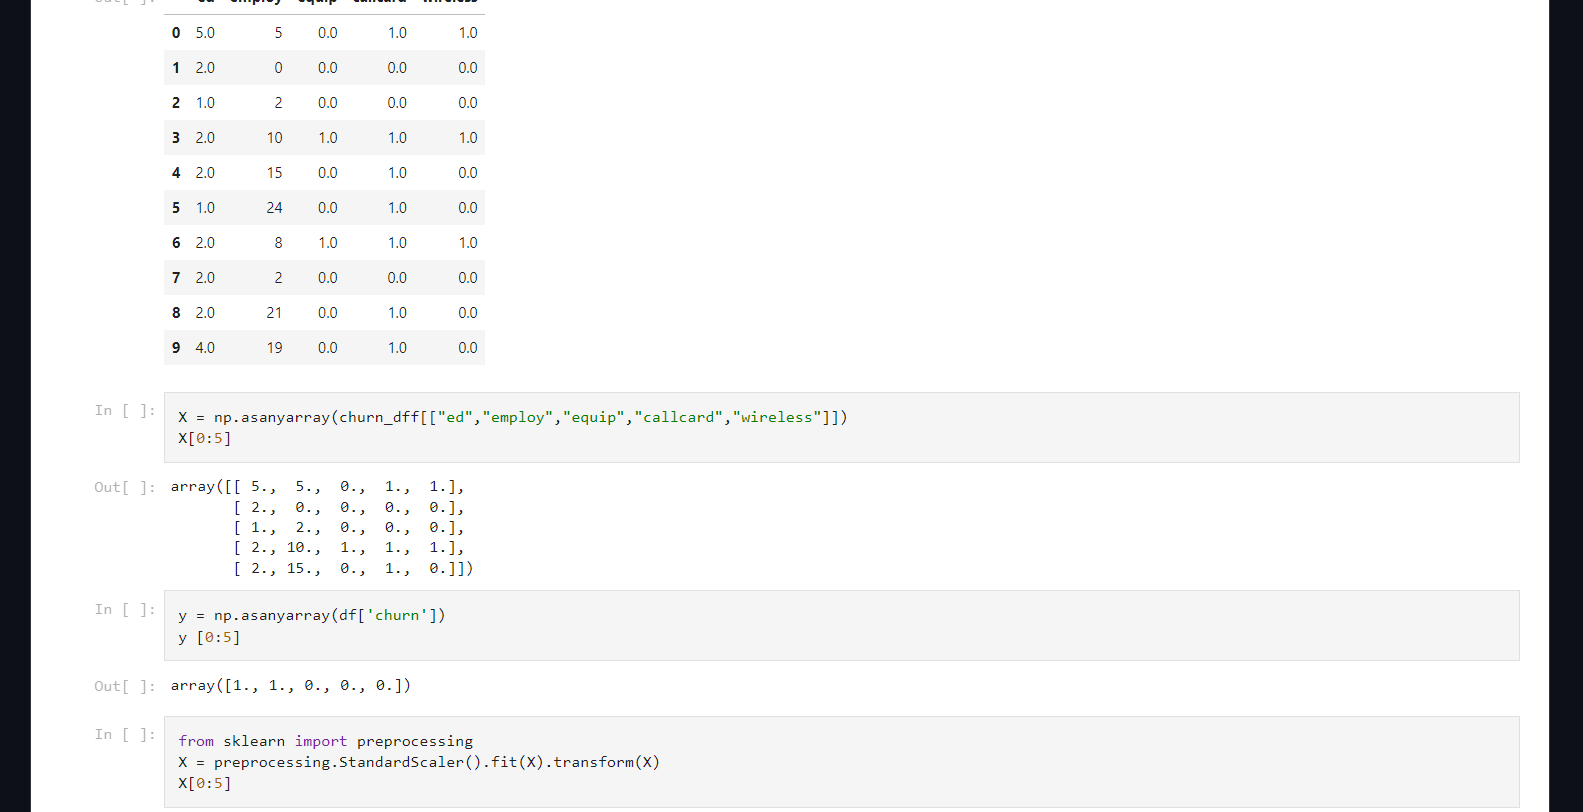 0 5.0 5 0.0 1.0 1.0
1 2.0 0 0.0 0.0 0.0
2 1.0 2 0.0 0.0 0.0
3 2.0 10 1.0 1.0 1.0
4 2.0 15 0.0 1.0 0.0
5 1.0 24 0.0 1.0 0.0
6 2.0 8 1.0 1.0 1.0
7 2.0 2 0.0 0.0 0.0
8 2.0 21 0.0 1.0 0.0
9 4.0 19 0.0 1.0 0.0
In [ ]: X = np.asanyarray(churn_dff[["ed","employ","equip","callcard","wireless"]])
X[0:5]
Out[ ]: array([[ 5.,  5.,  0.,  1.,  1.],
[ 2.,  0.,  0.,  0.,  0.],
[ 1.,  2.,  0.,  0.,  0.],
[ 2., 10.,  1.,  1.,  1.],
[ 2., 15.,  0.,  1.,  0.]])
In [ ]: y = np.asanyarray(df['churn'])
y [0:5]
Out[ ]: array([1., 1., 0., 0., 0.])
In [ ]: from sklearn import preprocessing
X = preprocessing.StandardScaler().fit(X).transform(X)
X[0:5]